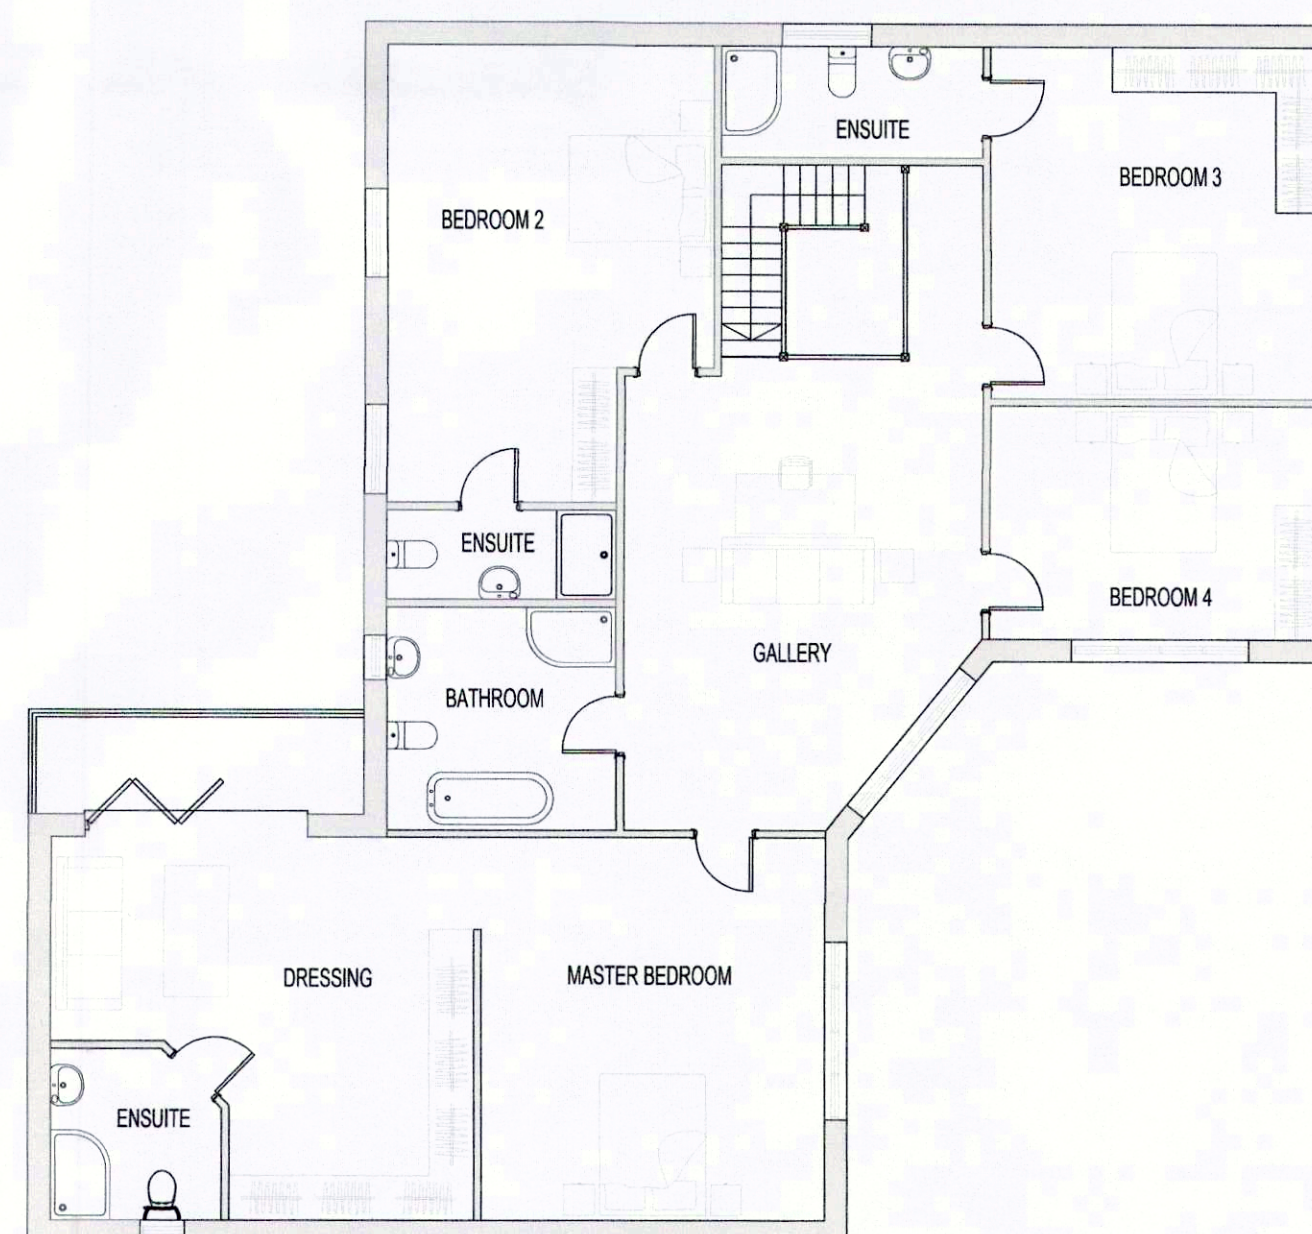 ENSUITE
BEDROOM 3
BEDROOM 2
ENSUITE
BEDROOM 4
GALLERY
BATHROOM
DRESSING
MASTER BEDROOM
ENSUITE